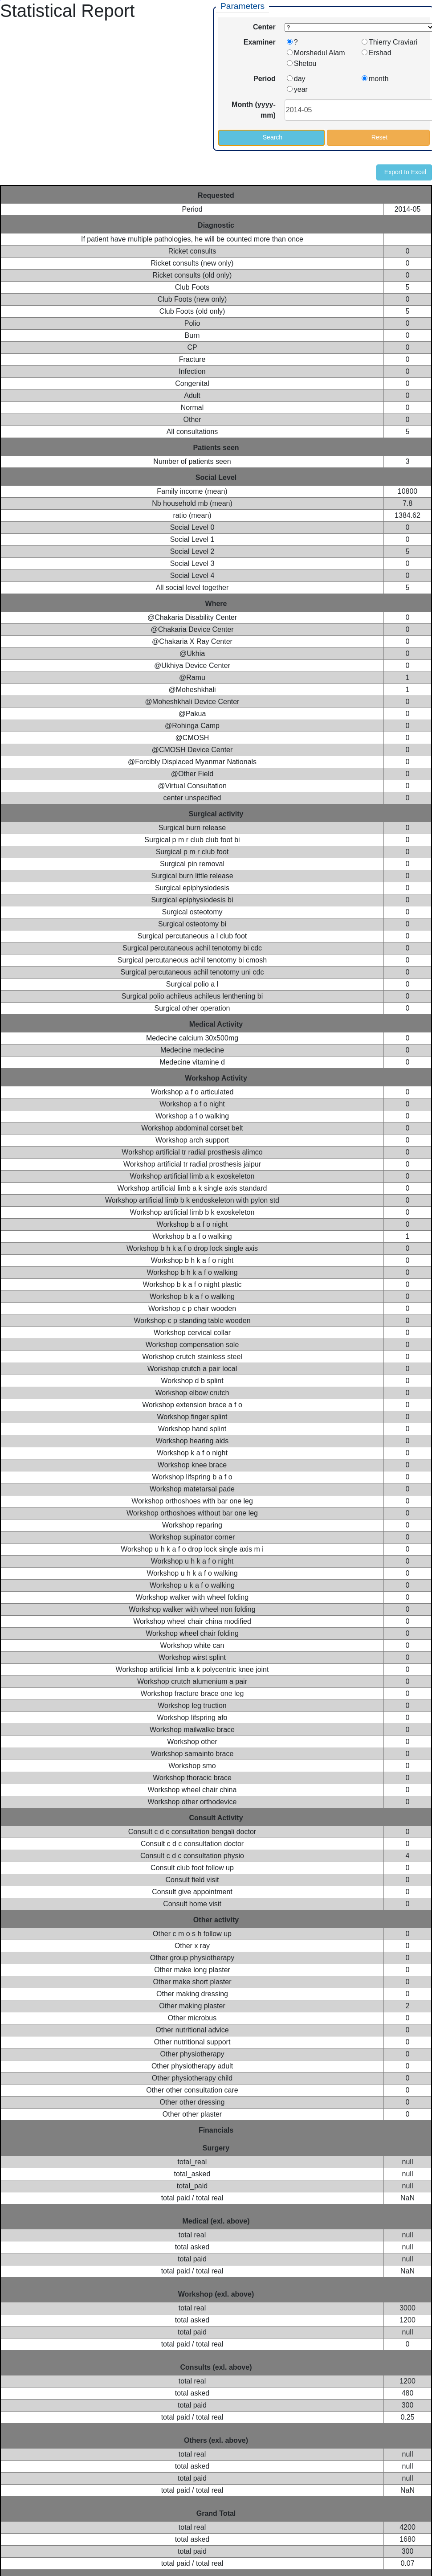 Statistical Report
Parameters
Center ?
Examiner ? Thierry Craviari
Morshedul Alam Ershad
Shetou
Period day month
year
Month (yyyy-mm) 2014-05
Search Reset
Export to Excel
Requested
Period 2014-05
Diagnostic
If patient have multiple pathologies, he will be counted more than once
Ricket consults 0
Ricket consults (new only) 0
Ricket consults (old only) 0
Club Foots 5
Club Foots (new only) 0
Club Foots (old only) 5
Polio 0
Burn 0
CP 0
Fracture 0
Infection 0
Congenital 0
Adult 0
Normal 0
Other 0
All consultations 5
Patients seen
Number of patients seen 3
Social Level
Family income (mean) 10800
Nb household mb (mean) 7.8
ratio (mean) 1384.62
Social Level 0 0
Social Level 1 0
Social Level 2 5
Social Level 3 0
Social Level 4 0
All social level together 5
Where
@Chakaria Disability Center 0
@Chakaria Device Center 0
@Chakaria X Ray Center 0
@Ukhia 0
@Ukhiya Device Center 0
@Ramu 1
@Moheshkhali 1
@Moheshkhali Device Center 0
@Pakua 0
@Rohinga Camp 0
@CMOSH 0
@CMOSH Device Center 0
@Forcibly Displaced Myanmar Nationals 0
@Other Field 0
@Virtual Consultation 0
center unspecified 0
Surgical activity
Surgical burn release 0
Surgical p m r club club foot bi 0
Surgical p m r club foot 0
Surgical pin removal 0
Surgical burn little release 0
Surgical epiphysiodesis 0
Surgical epiphysiodesis bi 0
Surgical osteotomy 0
Surgical osteotomy bi 0
Surgical percutaneous a l club foot 0
Surgical percutaneous achil tenotomy bi cdc 0
Surgical percutaneous achil tenotomy bi cmosh 0
Surgical percutaneous achil tenotomy uni cdc 0
Surgical polio a l 0
Surgical polio achileus achileus lenthening bi 0
Surgical other operation 0
Medical Activity
Medecine calcium 30x500mg 0
Medecine medecine 0
Medecine vitamine d 0
Workshop Activity
Workshop a f o articulated 0
Workshop a f o night 0
Workshop a f o walking 0
Workshop abdominal corset belt 0
Workshop arch support 0
Workshop artificial tr radial prosthesis alimco 0
Workshop artificial tr radial prosthesis jaipur 0
Workshop artificial limb a k exoskeleton 0
Workshop artificial limb a k single axis standard 0
Workshop artificial limb b k endoskeleton with pylon std 0
Workshop artificial limb b k exoskeleton 0
Workshop b a f o night 0
Workshop b a f o walking 1
Workshop b h k a f o drop lock single axis 0
Workshop b h k a f o night 0
Workshop b h k a f o walking 0
Workshop b k a f o night plastic 0
Workshop b k a f o walking 0
Workshop c p chair wooden 0
Workshop c p standing table wooden 0
Workshop cervical collar 0
Workshop compensation sole 0
Workshop crutch stainless steel 0
Workshop crutch a pair local 0
Workshop d b splint 0
Workshop elbow crutch 0
Workshop extension brace a f o 0
Workshop finger splint 0
Workshop hand splint 0
Workshop hearing aids 0
Workshop k a f o night 0
Workshop knee brace 0
Workshop lifspring b a f o 0
Workshop matetarsal pade 0
Workshop orthoshoes with bar one leg 0
Workshop orthoshoes without bar one leg 0
Workshop reparing 0
Workshop supinator corner 0
Workshop u h k a f o drop lock single axis m i 0
Workshop u h k a f o night 0
Workshop u h k a f o walking 0
Workshop u k a f o walking 0
Workshop walker with wheel folding 0
Workshop walker with wheel non folding 0
Workshop wheel chair china modified 0
Workshop wheel chair folding 0
Workshop white can 0
Workshop wirst splint 0
Workshop artificial limb a k polycentric knee joint 0
Workshop crutch alumenium a pair 0
Workshop fracture brace one leg 0
Workshop leg truction 0
Workshop lifspring afo 0
Workshop mailwalke brace 0
Workshop other 0
Workshop samainto brace 0
Workshop smo 0
Workshop thoracic brace 0
Workshop wheel chair china 0
Workshop other orthodevice 0
Consult Activity
Consult c d c consultation bengali doctor 0
Consult c d c consultation doctor 0
Consult c d c consultation physio 4
Consult club foot follow up 0
Consult field visit 0
Consult give appointment 0
Consult home visit 0
Other activity
Other c m o s h follow up 0
Other x ray 0
Other group physiotherapy 0
Other make long plaster 0
Other make short plaster 0
Other making dressing 0
Other making plaster 2
Other microbus 0
Other nutritional advice 0
Other nutritional support 0
Other physiotherapy 0
Other physiotherapy adult 0
Other physiotherapy child 0
Other other consultation care 0
Other other dressing 0
Other other plaster 0
Financials
Surgery
total_real null
total_asked null
total_paid null
total paid / total real NaN
Medical (exl. above)
total real null
total asked null
total paid null
total paid / total real NaN
Workshop (exl. above)
total real 3000
total asked 1200
total paid null
total paid / total real 0
Consults (exl. above)
total real 1200
total asked 480
total paid 300
total paid / total real 0.25
Others (exl. above)
total real null
total asked null
total paid null
total paid / total real NaN
Grand Total
total real 4200
total asked 1680
total paid 300
total paid / total real 0.07